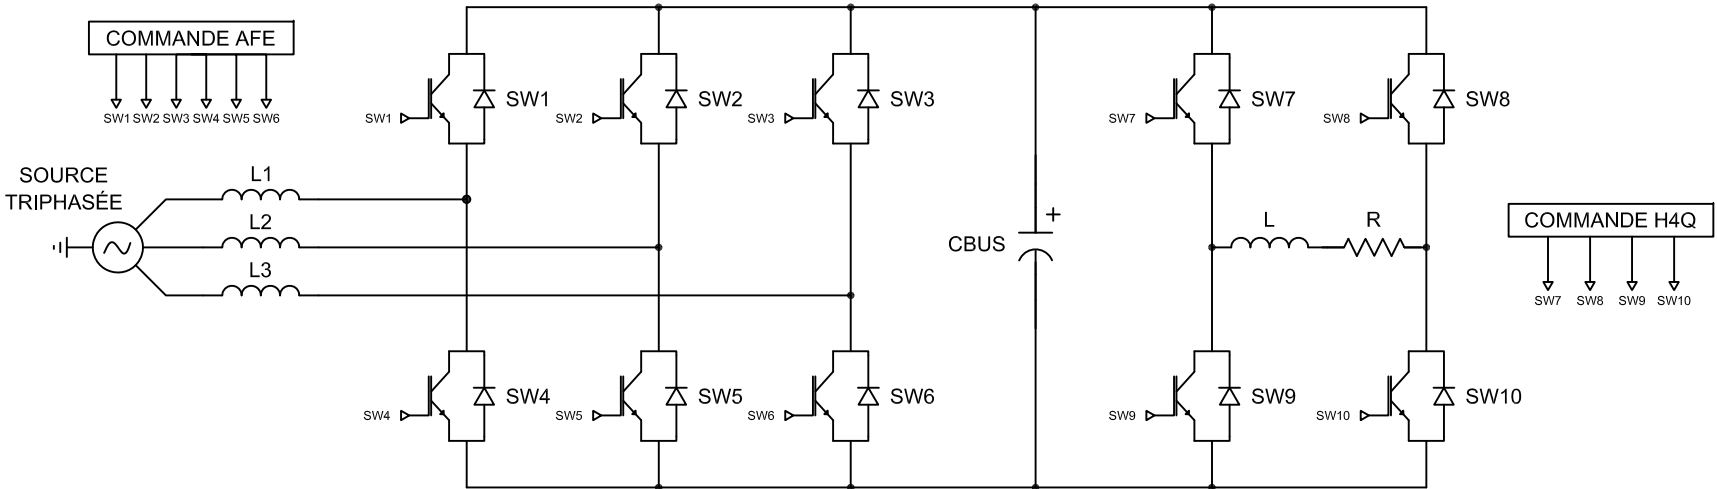 COMMANDE AFE
SW1 SW2 SW3 SW4 SW5 SW6
SW1
SW1
SW2
SW2
SW3
SW3
SW7
SW7
SW8
SW8
SOURCE
TRIPHASÉE
L1
L2
L3
CBUS
+
L
R
COMMANDE H4Q
SW7 SW8 SW9 SW10
SW4
SW4
SW5
SW5
SW6
SW6
SW9
SW9
SW10
SW10